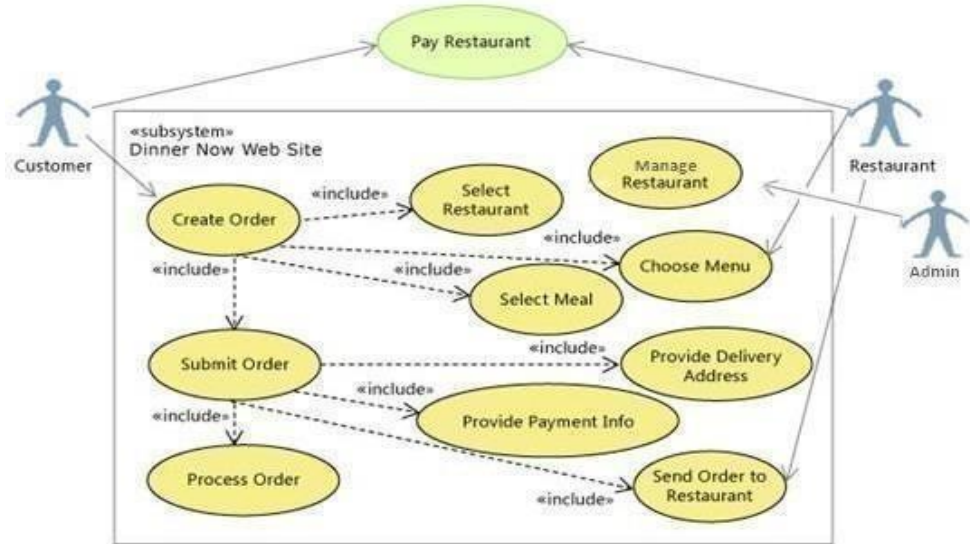 Pay Restaurant
«subsystem»
Dinner Now Web Site
Customer
Restaurant
Manage
Restaurant
«include»
Select
Restaurant
Create Order
«include»
Choose Menu
«include»
«include»
Select Meal
Admin
Submit Order
«include»
Provide Delivery
Address
«include»
Provide Payment Info
«include»
Process Order
Send Order to
Restaurant
«include»